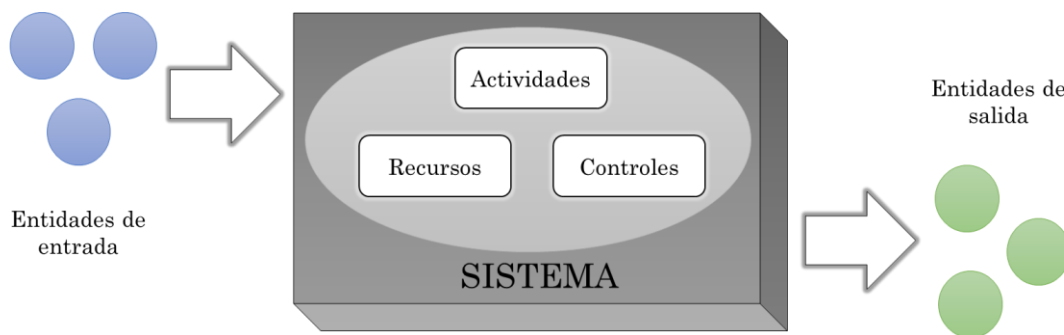 Entidades de
entrada
Actividades
Recursos
Controles
SISTEMA
Entidades de
salida